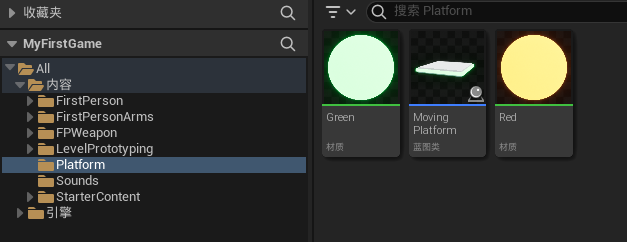 收藏夹
MyFirstGame
All
内容
FirstPerson
FirstPersonArms
FPWeapon
LevelPrototyping
Platform
Sounds
StarterContent
引擎
搜索 Platform
Green
材质
Moving
Platform
蓝图类
Red
材质